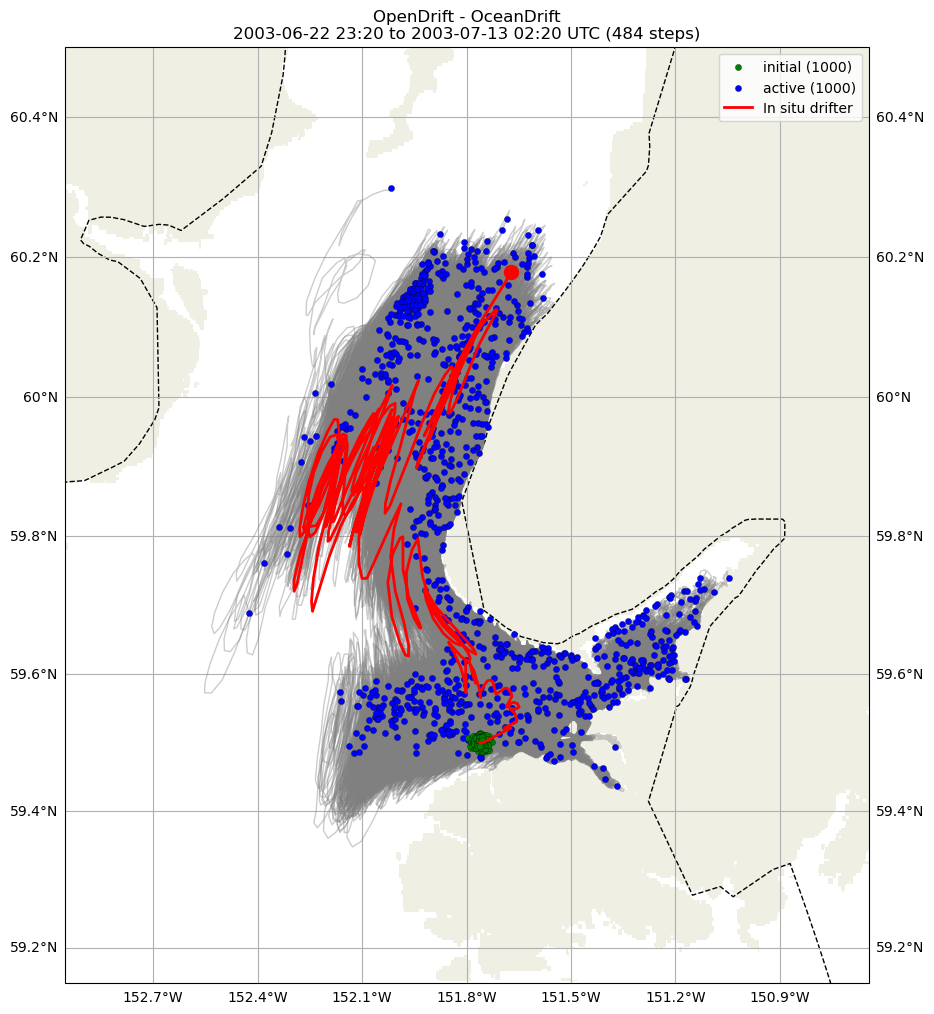 OpenDrift - OceanDrift
2003-06-22 23:20 to 2003-07-13 02:20 UTC (484 steps)
initial (1000)
active (1000)
In situ drifter
60.4°N
60.4°N
60.2°N
60.2°N
60°N
60°N
59.8°N
59.8°N
59.6°N
59.6°N
59.4°N
59.4°N
59.2°N
59.2°N
152.7°W 152.4°W 152.1°W 151.8°W 151.5°W 151.2°W 150.9°W